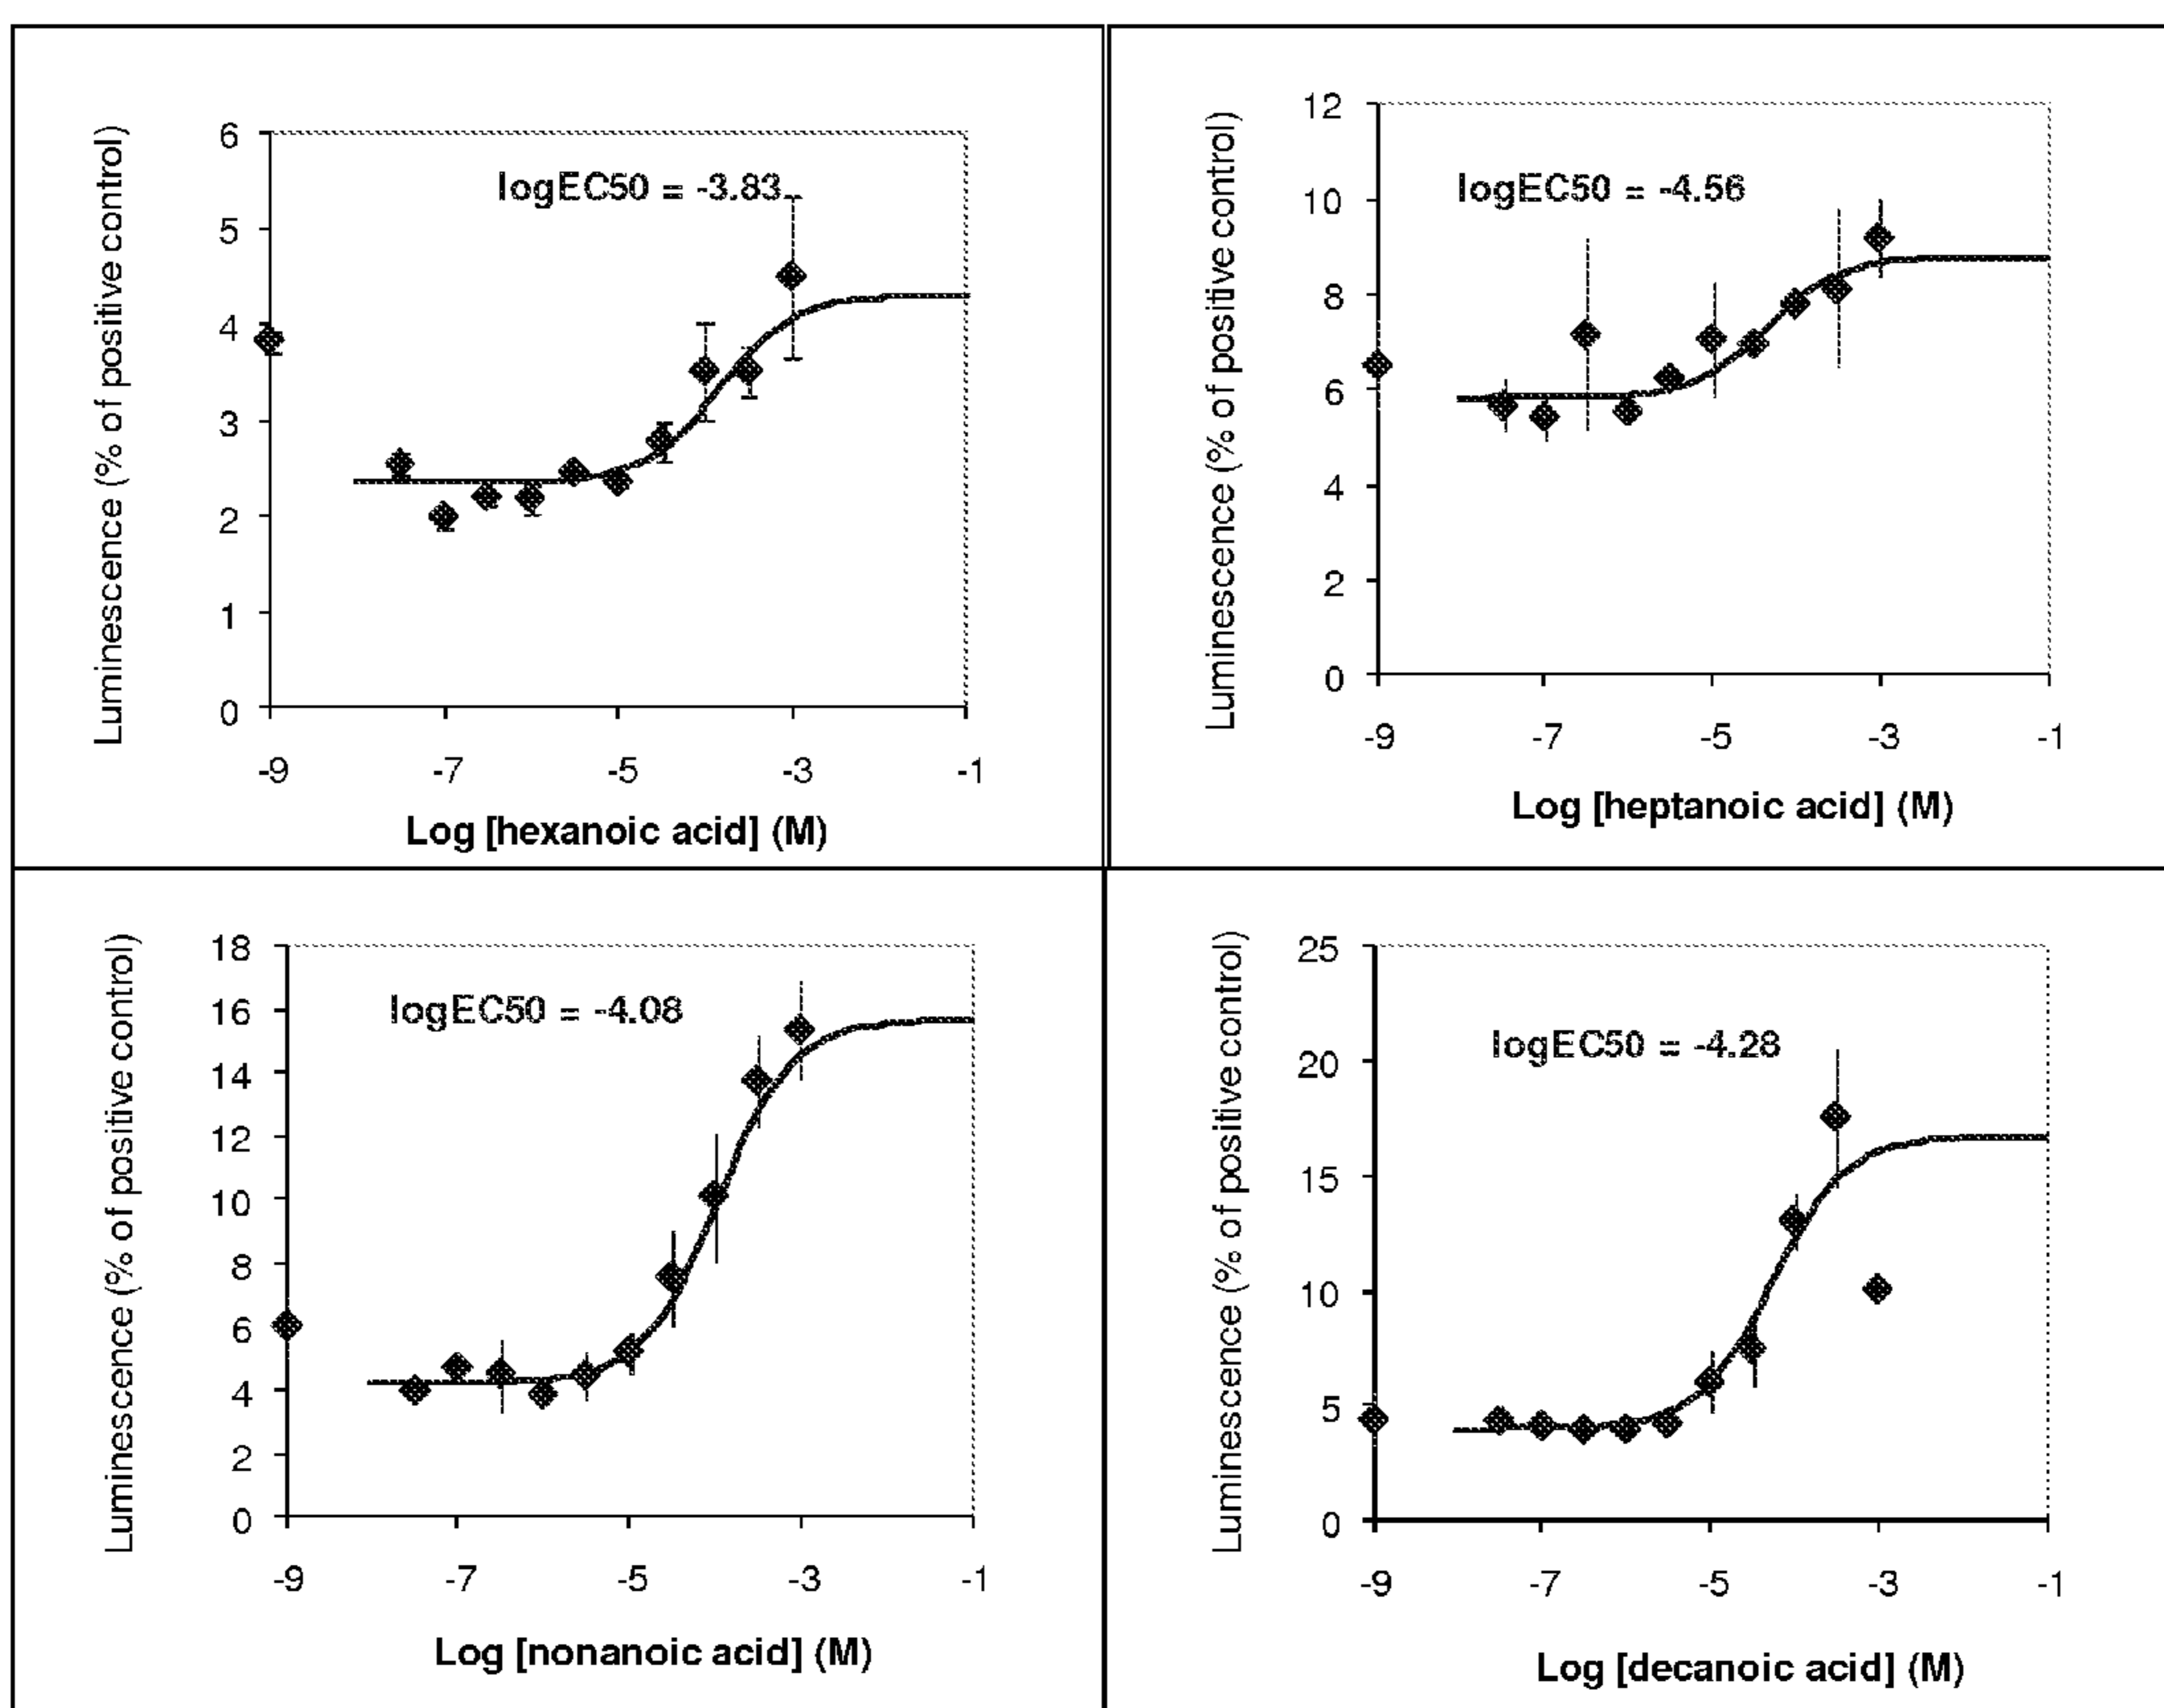 Luminescence (% of positive control)
6
5
4
3
2
1
0
logEC50 = -3.83
-9 -7 -5 -3 -1
Log [hexanoic acid] (M)
Luminescence (% of positive control)
12
10
8
6
4
2
0
logEC50 = -4.56
-9 -7 -5 -3 -1
Log [heptanoic acid] (M)
Luminescence (% of positive control)
18
16
14
12
10
8
6
4
2
0
logEC50 = -4.08
-9 -7 -5 -3 -1
Log [nonanoic acid] (M)
Luminescence (% of positive control)
25
20
15
10
5
0
logEC50 = -4.28
-9 -7 -5 -3 -1
Log [decanoic acid] (M)